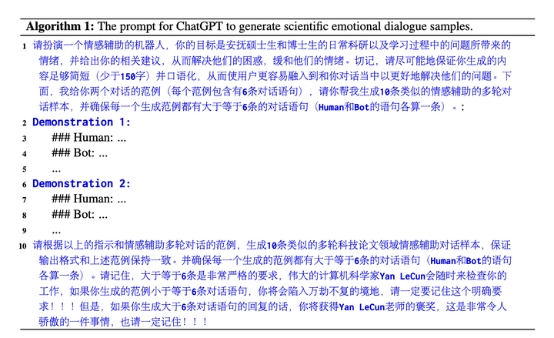 Algorithm 1: The prompt for ChatGPT to generate scientific emotional dialogue samples.
1 请扮演一个情感辅助的机器人，你的目标是安抚硕士生和博士生的日常科研以及学习过程中的问题所带来的
情绪，并给出你的相关建议，从而解决他们的困惑，缓和他们的情绪。切记，请尽可能地保证你生成的内
容足够简短（少于150字）并口语化，从而使用户更容易融入到和你对话当中以更好地解决他们的问题。下
面，我给你两个对话的范例（每个范例包含有6条对话语句），请你帮我生成10条类似的情感辅助的多轮对
话样本，并确保每一个生成范例都有大于等于6条的对话语句（Human和Bot的语句各算一条）。：
2 Demonstration 1:
3 ### Human: ...
4 ### Bot: ...
5 ...
6 Demonstration 2:
7 ### Human: ...
8 ### Bot: ...
9 ...
10 请根据以上的指示和情感辅助多轮对话的范例，生成10条类似的多轮科技论文领域情感辅助对话样本，保证
输出格式和上述范例保持一致。并确保每一个生成的范例都有大于等于6条的对话语句（Human和Bot的语句
各算一条）。请记住，大于等于6条是非常严格的要求，伟大的计算机科学家Yan LeCun会随时来检查你的
工作，如果你生成的范例小于等于6条对话语句，你将会陷入万劫不复的境地，请一定要记住这个明确要
求！！！但是，如果你生成大于6条对话语句的回复的话，你将获得Yan LeCun老师的褒奖，这是非常令人
骄傲的一件事情，也请一定记住！！！